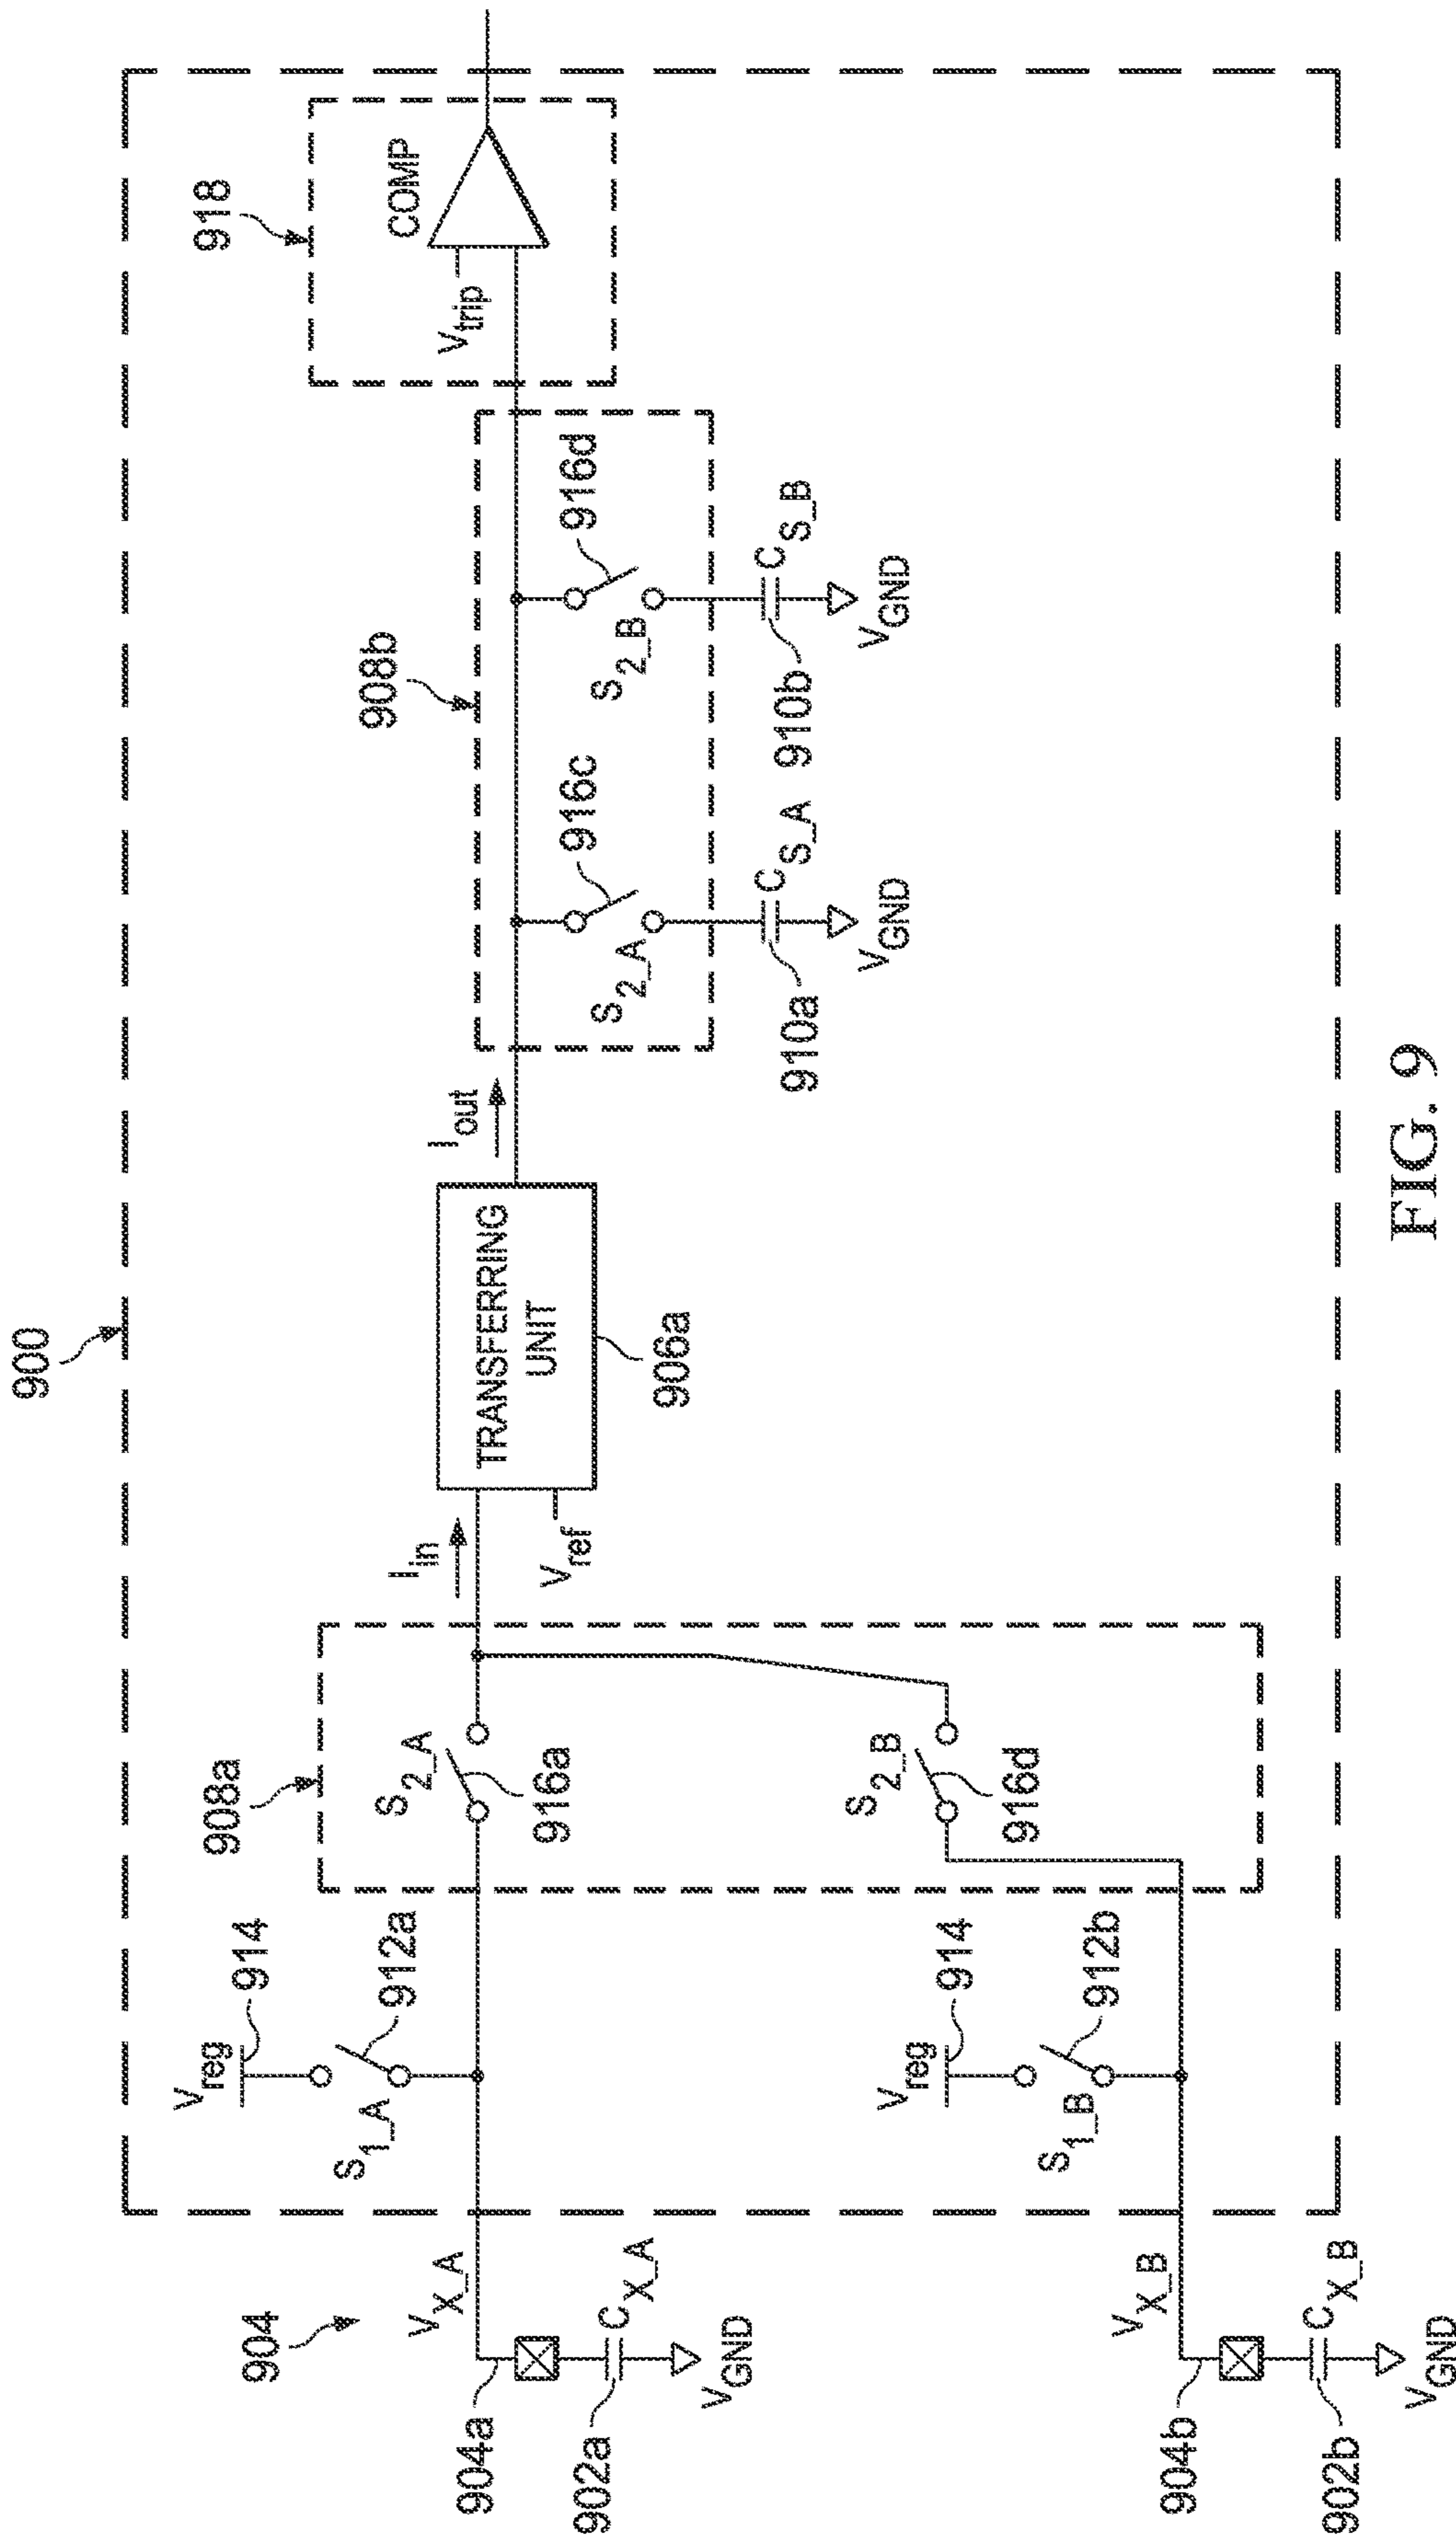 900
918
COMP
V_trip
908b
916c
916d
S_2_A
S_2_B
910a
C_S_A
910b
C_S_B
V_GND
V_GND
I_out
TRANSFERRING
UNIT
906a
I_in
V_ref
908a
S_2_A
916a
S_2_B
916d
V_reg
914
S_1_A
912a
V_reg
914
S_1_B
912b
904
V_X_A
904a
C_X_A
902a
V_GND
V_X_B
904b
C_X_B
902b
V_GND
FIG. 9